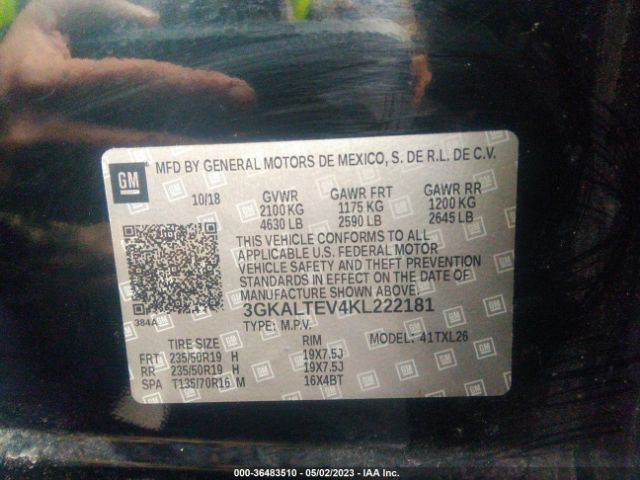 GM
MFD BY GENERAL MOTORS DE MEXICO, S. DE R.L. DE C.V.
10/18 GVWR GAWR FRT GAWR RR
2100 KG 1175 KG 1200 KG
4630 LB 2590 LB 2645 LB
THIS VEHICLE CONFORMS TO ALL
APPLICABLE U.S. FEDERAL MOTOR
VEHICLE SAFETY AND THEFT PREVENTION
STANDARDS IN EFFECT ON THE DATE OF
MANUFACTURE SHOWN ABOVE.
384A 3GKALTEV4KL222181
TYPE: M.P.V. MODEL: 41TXL26
TIRE SIZE RIM
FRT 235/50R19 H 19X7.5J
RR 235/50R19 H 19X7.5J
SPA T135/70R16 M 16X4BT
000-36483510 - 05/02/2023 - IAA Inc.